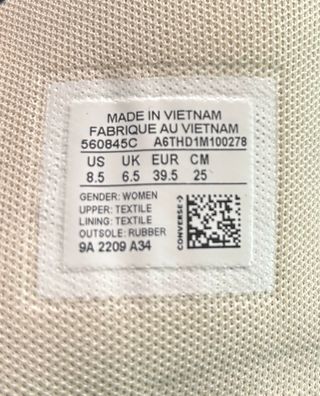 MADE IN VIETNAM
FABRIQUE AU VIETNAM
560845C A6THD1M100278
US UK EUR CM
8.5 6.5 39.5 25
GENDER: WOMEN
UPPER: TEXTILE
LINING: TEXTILE
OUTSOLE: RUBBER
9A 2209 A34
CONVERSE